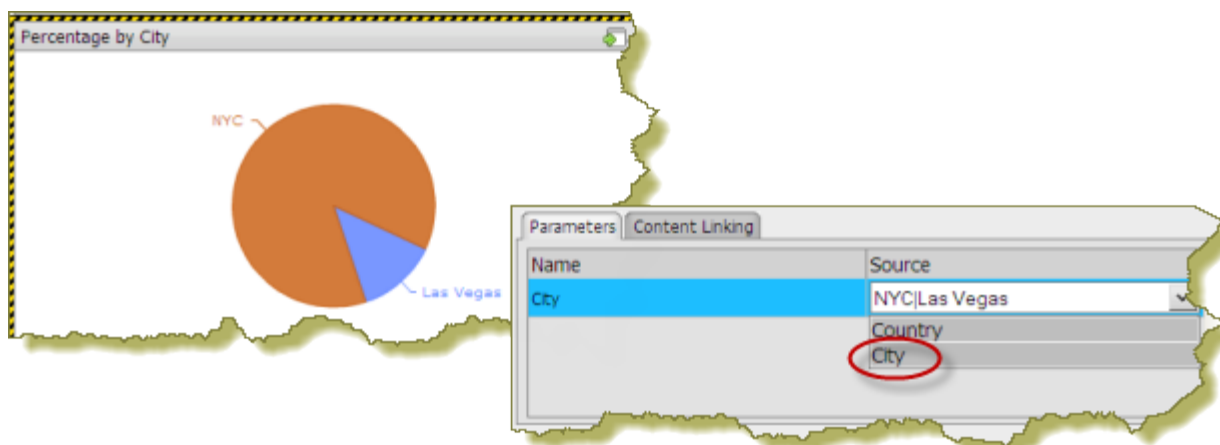 Percentage by City
NYC
Las Vegas
Parameters Content Linking
Name Source
City NYC|Las Vegas
Country
City